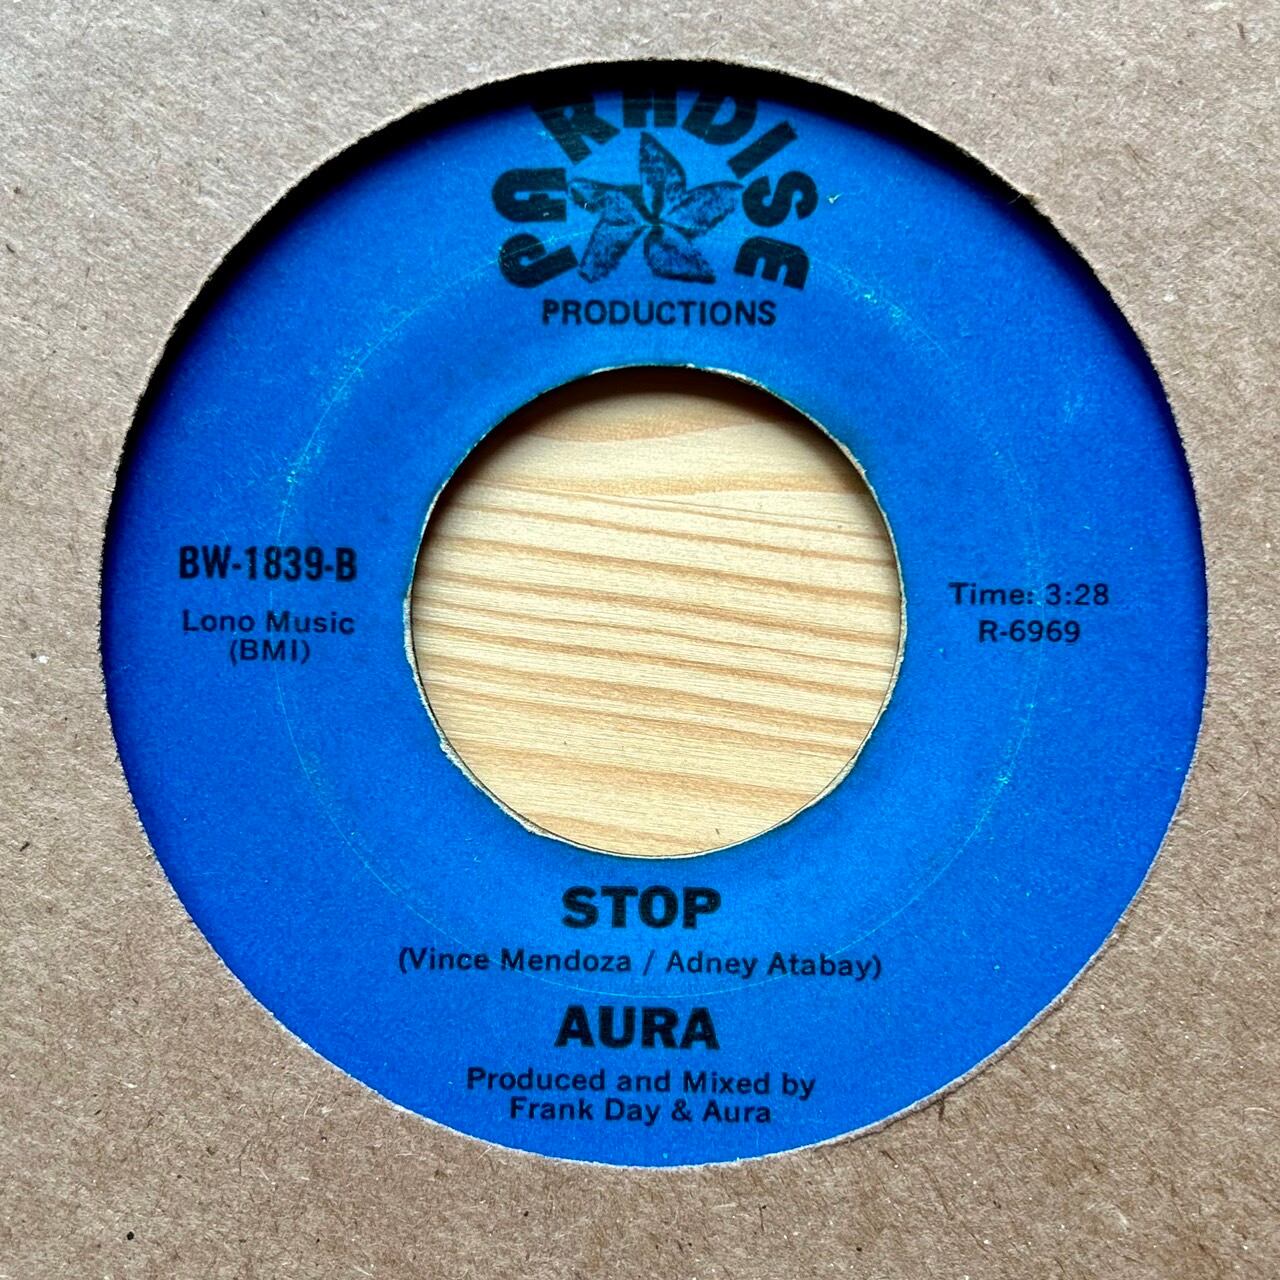 PARADISE
PRODUCTIONS
BW-1839-B
Lono Music
(BMI)
Time: 3:28
R-6969
STOP
(Vince Mendoza / Adney Atabay)
AURA
Produced and Mixed by
Frank Day & Aura